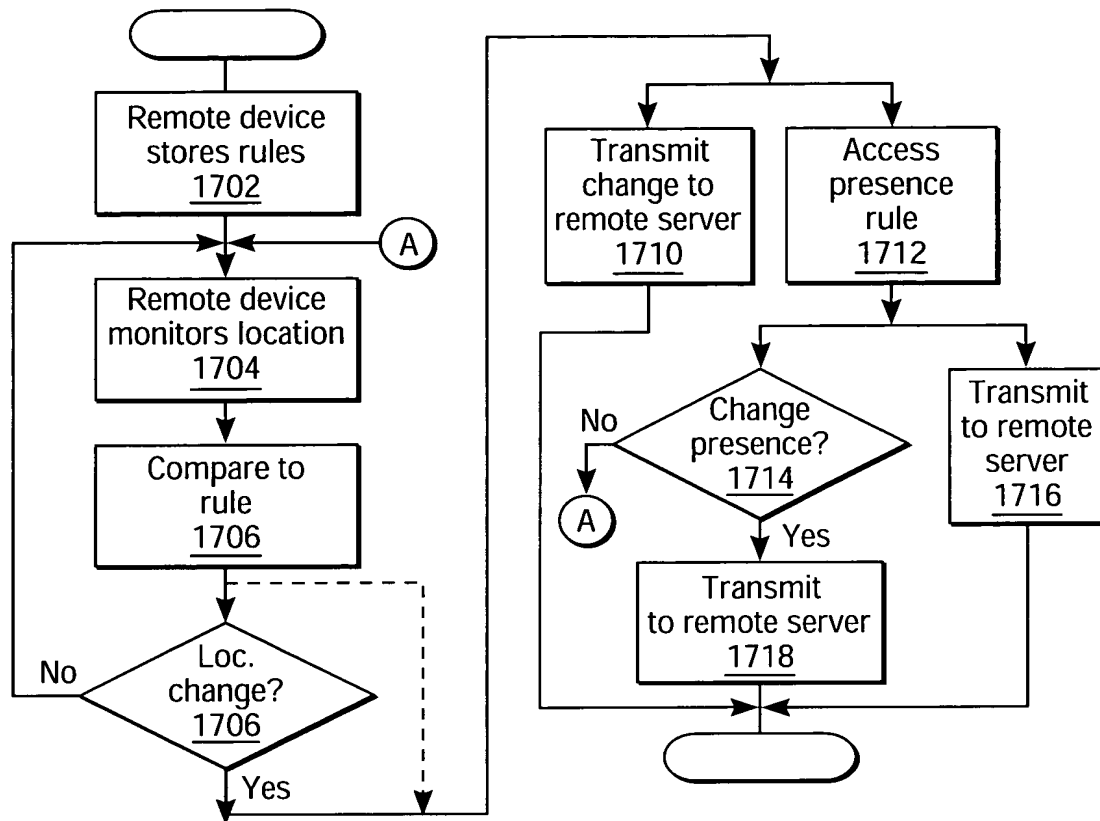 Remote device
stores rules
1702
A
Remote device
monitors location
1704
Compare to
rule
1706
No
Loc.
change?
1706
Yes
Transmit
change to
remote server
1710
Access
presence
rule
1712
No
Change
presence?
1714
A
Yes
Transmit
to remote
server
1716
Transmit
to remote server
1718